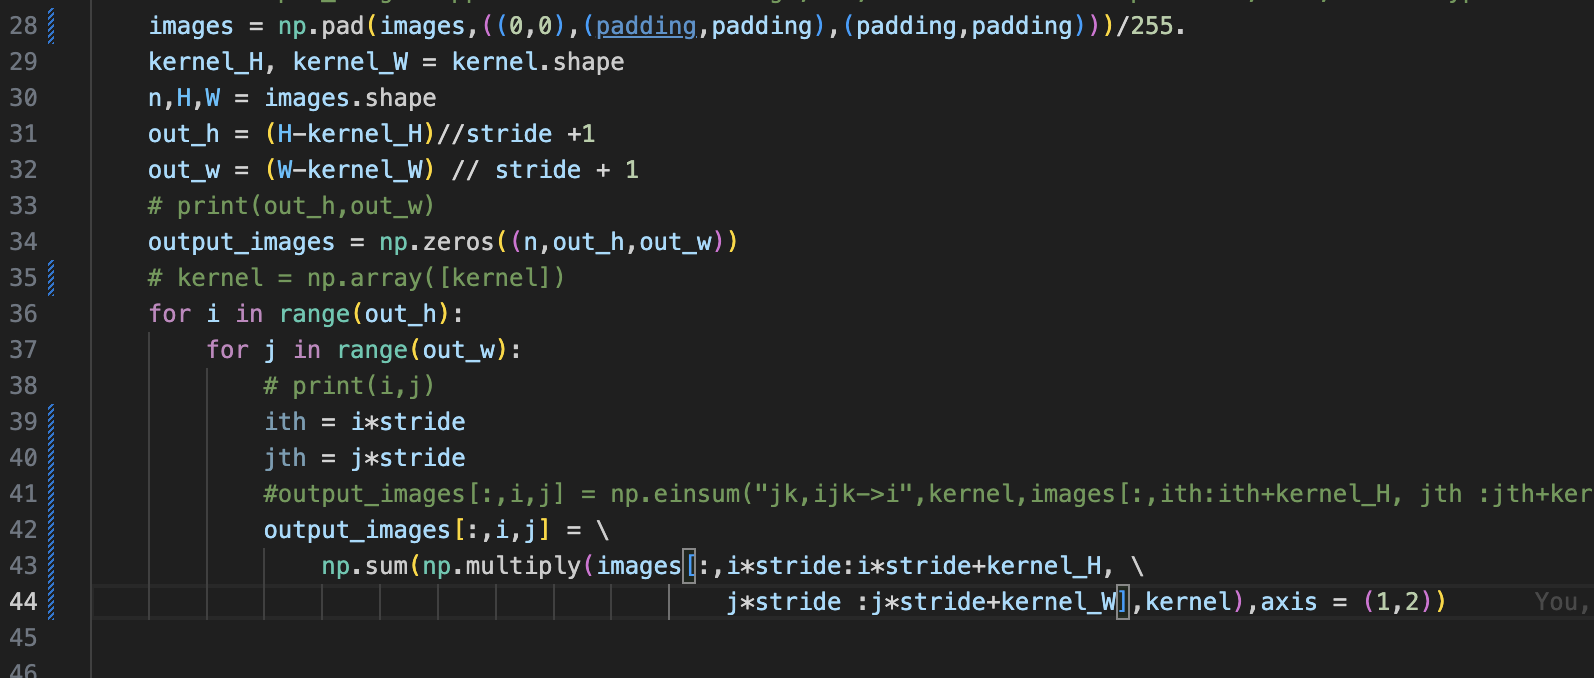 28 images = np.pad(images,((0,0),(padding,padding),(padding,padding)))/255.
29 kernel_H, kernel_W = kernel.shape
30 n,H,W = images.shape
31 out_h = (H-kernel_H)//stride +1
32 out_w = (W-kernel_W) // stride + 1
33 # print(out_h,out_w)
34 output_images = np.zeros((n,out_h,out_w))
35 # kernel = np.array([kernel])
36 for i in range(out_h):
37 for j in range(out_w):
38 # print(i,j)
39 ith = i*stride
40 jth = j*stride
41 #output_images[:,i,j] = np.einsum("jk,ijk->i",kernel,images[:,ith:ith+kernel_H, jth :jth+ker
42 output_images[:,i,j] = \
43 np.sum(np.multiply(images[:,i*stride:i*stride+kernel_H, \
44 j*stride :j*stride+kernel_W],kernel),axis = (1,2)) You,
45
46